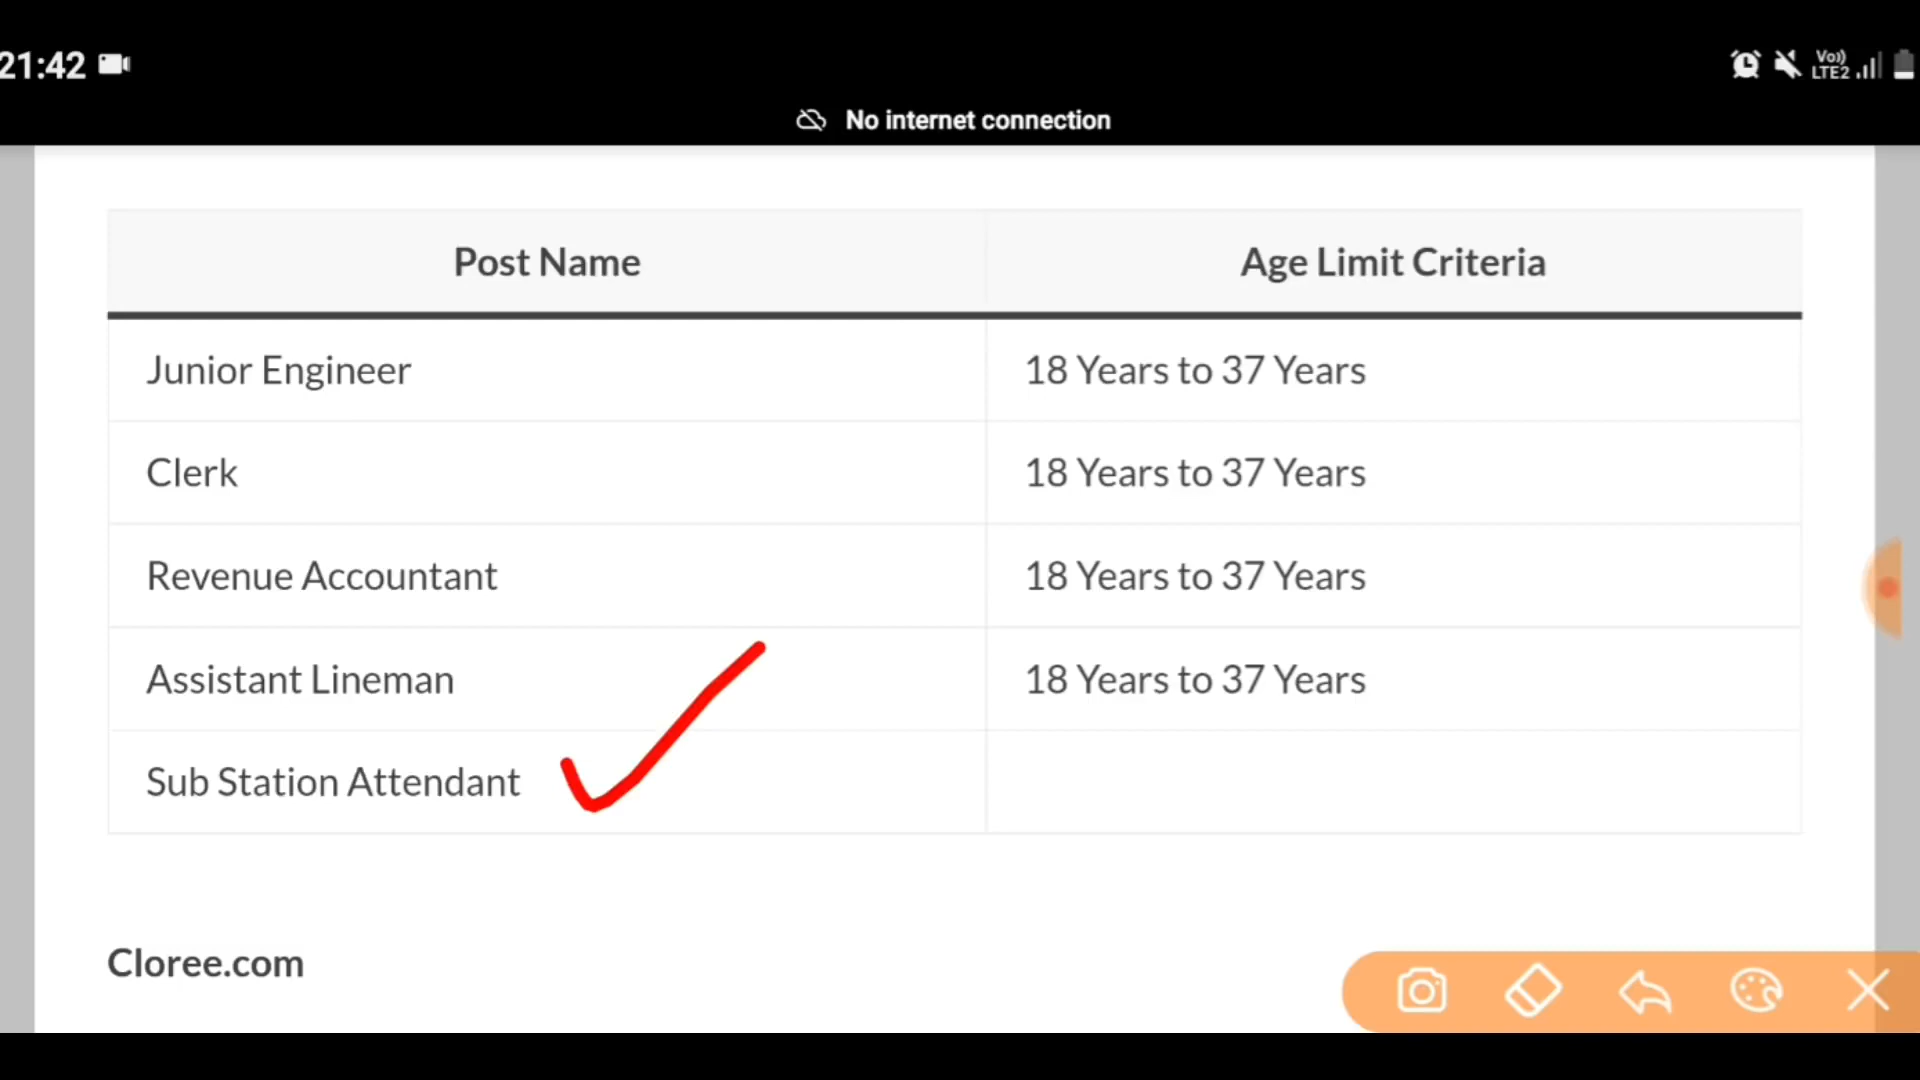 21:42
Vo)) LTE2
No internet connection
Post Name Age Limit Criteria
Junior Engineer 18 Years to 37 Years
Clerk 18 Years to 37 Years
Revenue Accountant 18 Years to 37 Years
Assistant Lineman 18 Years to 37 Years
Sub Station Attendant
Cloree.com